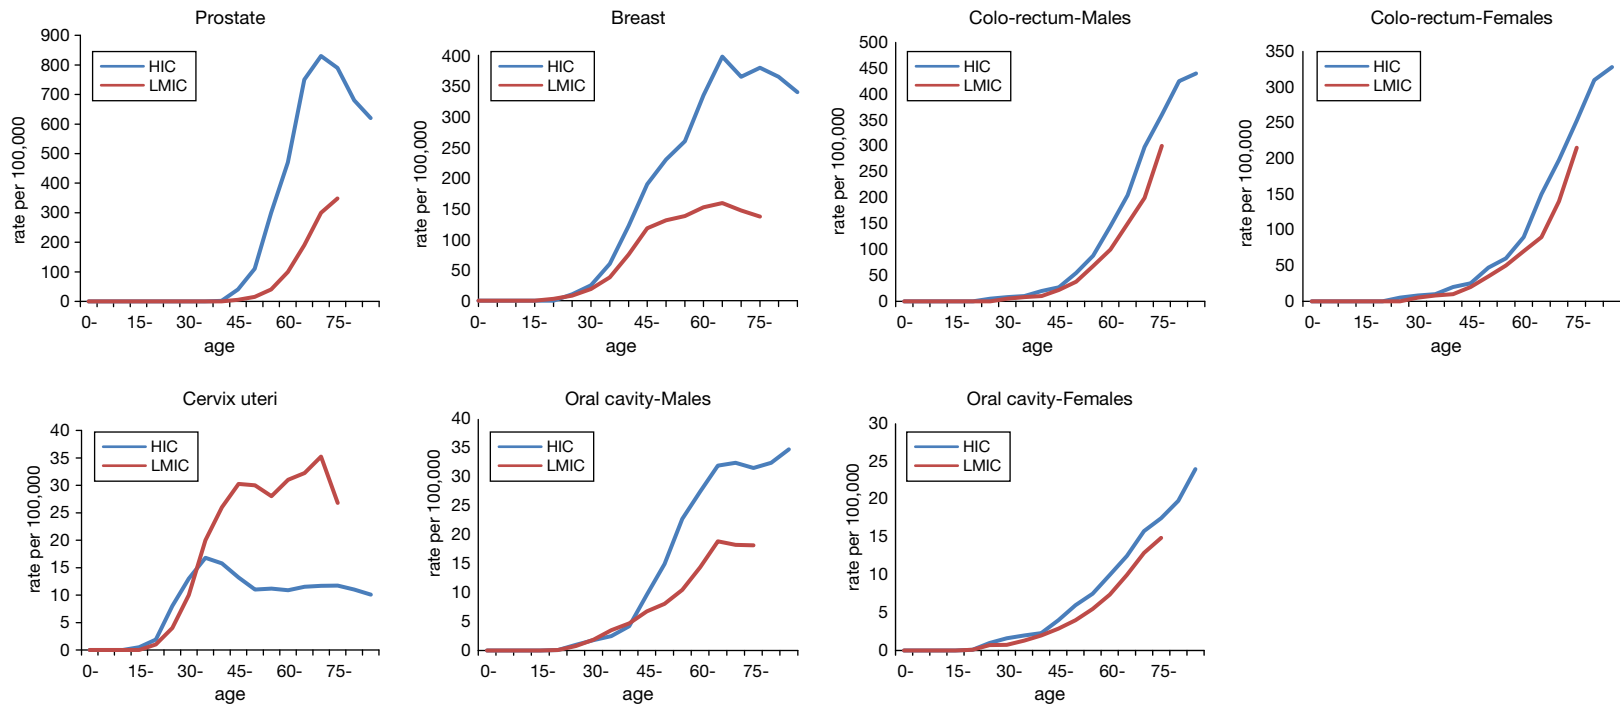 Prostate
900
800
700
600
500
400
300
200
100
0
rate per 100,000
HIC
LMIC
0- 15- 30- 45- 60- 75-
age
Breast
400
350
300
250
200
150
100
50
0
rate per 100,000
HIC
LMIC
0- 15- 30- 45- 60- 75-
age
Colo-rectum-Males
500
450
400
350
300
250
200
150
100
50
0
rate per 100,000
HIC
LMIC
0- 15- 30- 45- 60- 75-
age
Colo-rectum-Females
350
300
250
200
150
100
50
0
rate per 100,000
HIC
LMIC
0- 15- 30- 45- 60- 75-
age
Cervix uteri
40
35
30
25
20
15
10
5
0
rate per 100,000
HIC
LMIC
0- 15- 30- 45- 60- 75-
age
Oral cavity-Males
40
35
30
25
20
15
10
5
0
rate per 100,000
HIC
LMIC
0- 15- 30- 45- 60- 75-
age
Oral cavity-Females
30
25
20
15
10
5
0
rate per 100,000
HIC
LMIC
0- 15- 30- 45- 60- 75-
age